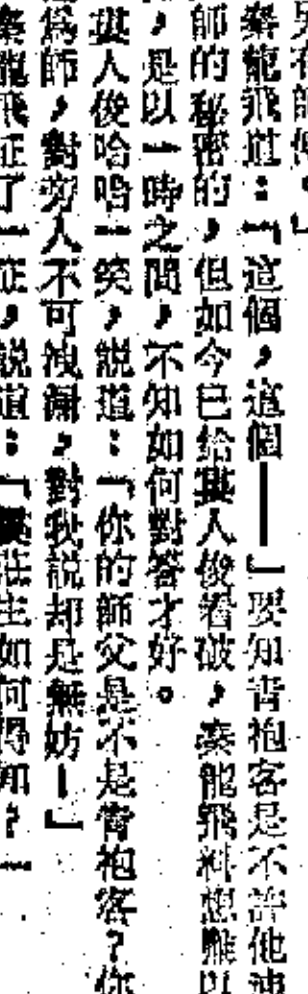 秦龍飛道：「這個，這個——」要知青袍客是不許他
師的秘密的，但如今已給龔人俊看破，秦龍飛料想難以
，是以一時之間，不知如何對答才好。
龔人俊哈哈一笑，說道：「你的師父是不是青袍客？你
為師，對旁人不可洩漏，對我說却是無妨！」
秦龍飛怔了一怔，說道：「龔莊主如何得知？」